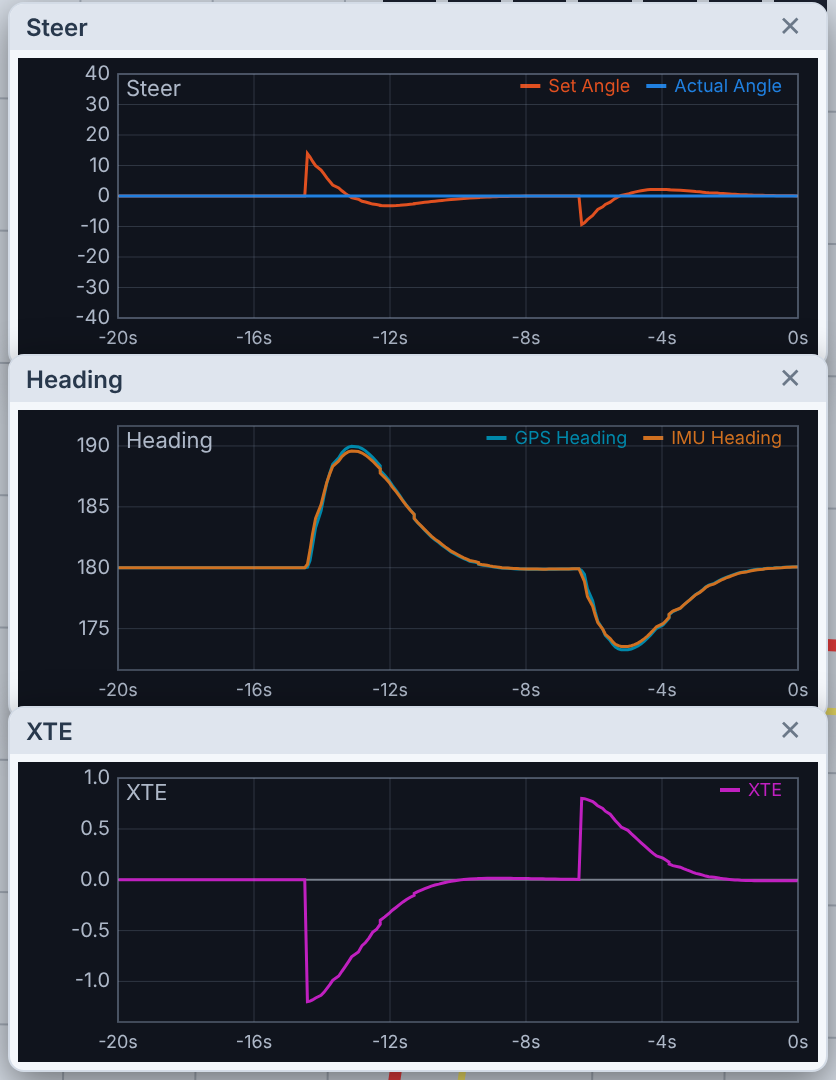 Steer ×
40 Steer Set Angle Actual Angle
30
20
10
0
-10
-20
-30
-40
-20s -16s -12s -8s -4s 0s
Heading ×
190 Heading GPS Heading IMU Heading
185
180
175
-20s -16s -12s -8s -4s 0s
XTE ×
1.0 XTE XTE
0.5
0.0
-0.5
-1.0
-20s -16s -12s -8s -4s 0s